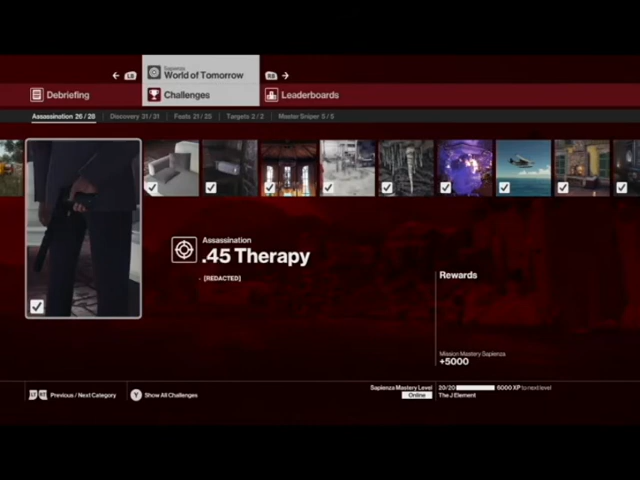 Sapienza
LB World of Tomorrow RB
Debriefing Challenges Leaderboards
Assassination 26 / 28 Discovery 31 / 31 Feats 21 / 25 Targets 2 / 2 Master Sniper 5 / 5
Assassination
.45 Therapy
- [REDACTED]
Rewards
Mission Mastery Sapienza
+5000
LT RT Previous / Next Category Y Show All Challenges
Sapienza Mastery Level 20/20 6000 XP to next level
Online The J Element